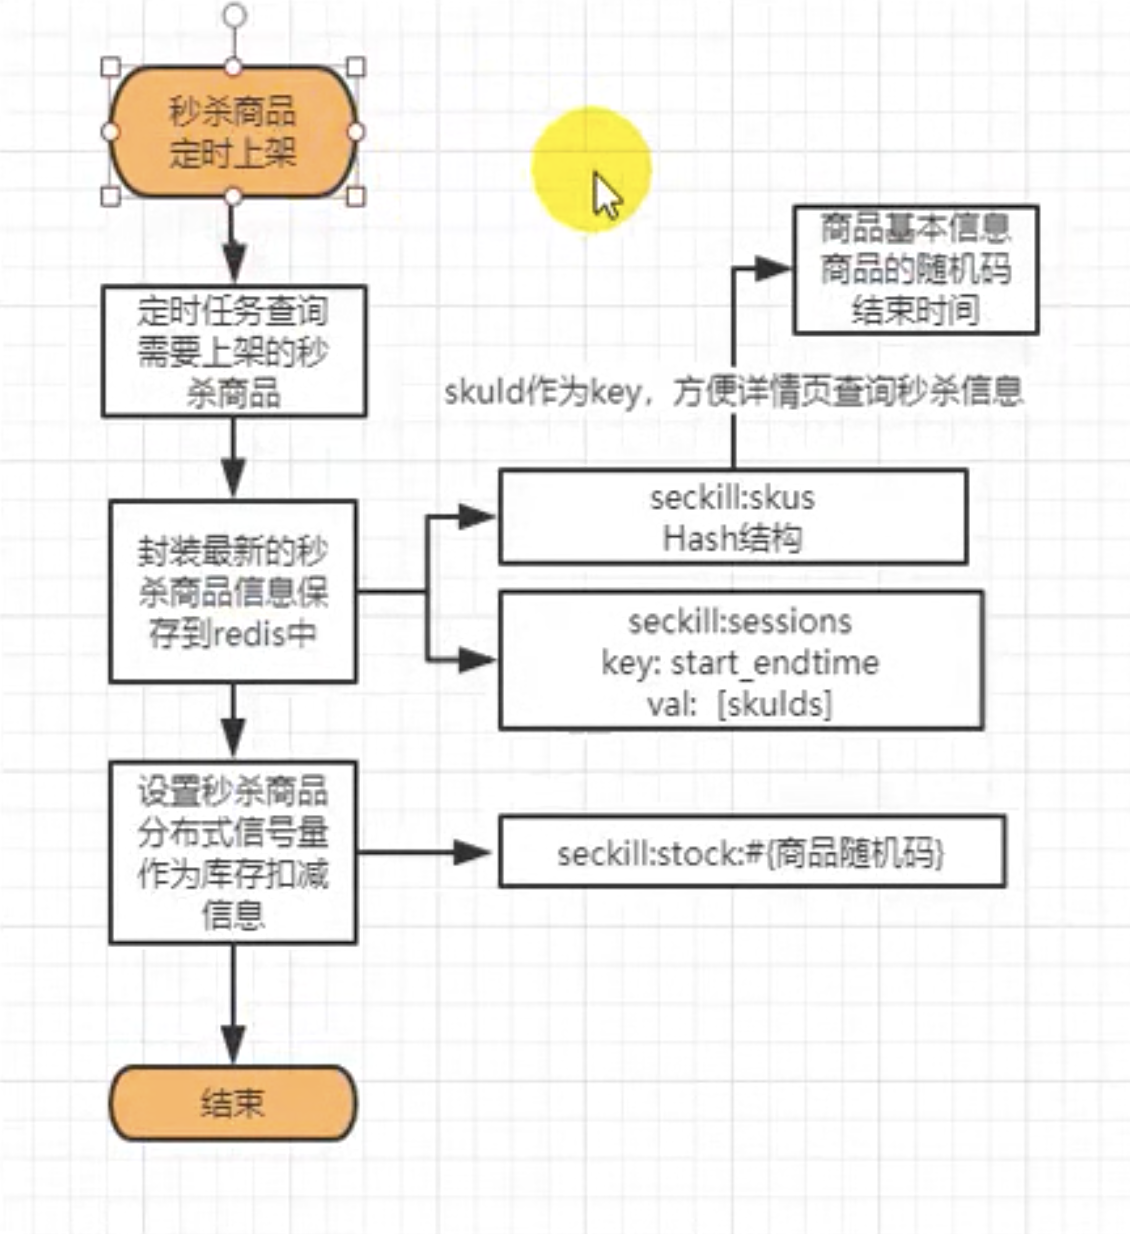 秒杀商品
定时上架
商品基本信息
商品的随机码
结束时间
定时任务查询
需要上架的秒
杀商品
skuId作为key，方便详情页查询秒杀信息
seckill:skus
Hash结构
封装最新的秒
杀商品信息保
存到redis中
seckill:sessions
key: start_endtime
val:  [skuIds]
设置秒杀商品
分布式信号量
作为库存扣减
信息
seckill:stock:#{商品随机码}
结束